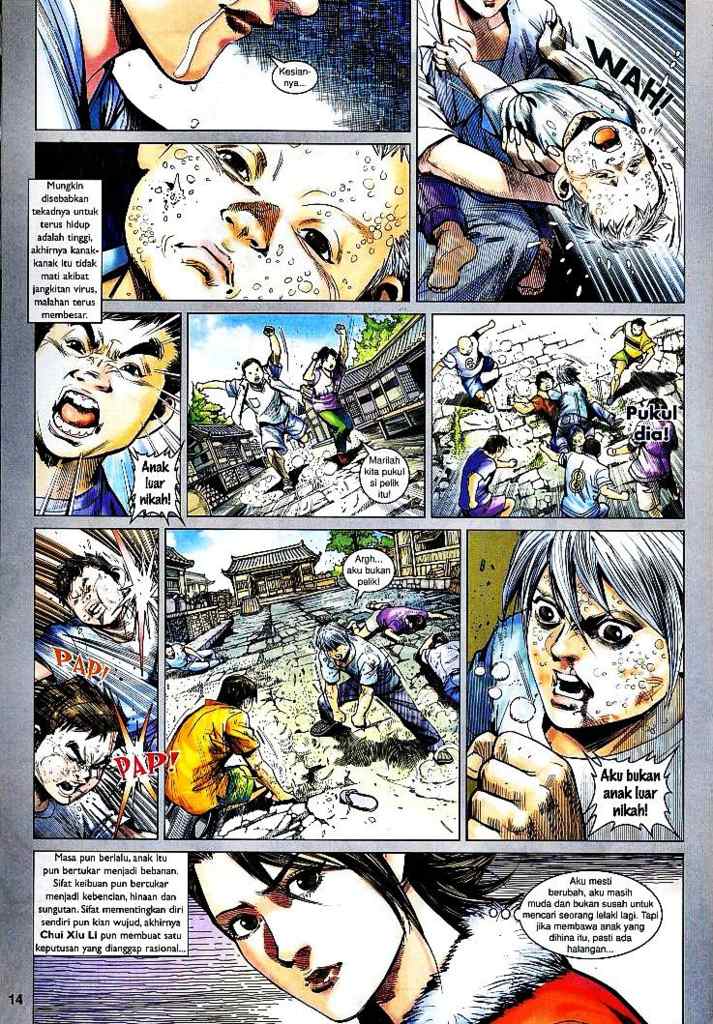 Kesian-
nya...
WAH!
Mungkin
disebabkan
tekadnya untuk
terus hidup
adalah tinggi,
akhirnya kanak-
kanak itu tidak
mati akibat
jangkitan virus,
malahan terus
membesar.
Anak
luar
nikah!
Marilah
kita pukul
si pelik
itu!
Pukul
dia!
PAP!
PAP!
Argh...
aku bukan
pelik!
Aku bukan
anak luar
nikah!
Masa pun berlalu, anak itu
pun bertukar menjadi bebanan.
Sifat keibuan pun bertukar
menjadi kebencian, hinaan dan
sungutan. Sifat mementingkan diri
sendiri pun kian wujud, akhirnya
Chui Xiu Li pun membuat satu
keputusan yang dianggap rasional...
Aku mesti
berubah, aku masih
muda dan bukan susah untuk
mencari seorang lelaki lagi. Tapi
jika membawa anak yang
dihina itu, pasti ada
halangan...
14